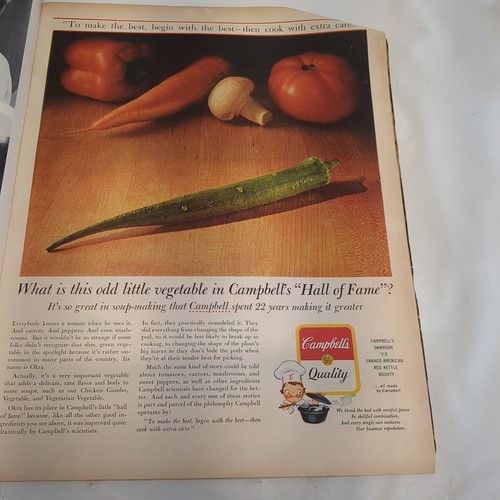 "To make the best, begin with the best—then cook with extra care."
What is this odd little vegetable in Campbell's "Hall of Fame"?
It's so great in soup-making that Campbell spent 22 years making it greater
Everybody knows a tomato when he sees it.
And carrots. And peppers. And even mush-
rooms. But it wouldn't be so strange if some
folks didn't recognize that slim, green vege-
table in the spotlight because it's rather un-
common in many parts of the country. Its
name is Okra.
Actually, it's a very important vegetable
that adds a delicate, rare flavor and body to
some soups, such as our Chicken Gumbo,
Vegetable, and Vegetarian Vegetable.
Okra has its place in Campbell's little "hall
of fame" because, like all the other good in-
gredients you see above, it was improved quite
drastically by Campbell's scientists.
In fact, they practically remodeled it. They
did everything from changing the shape of the
pod, so it would be less likely to break up in
cooking, to changing the shape of the plant's
big leaves so they don't hide the pods when
they're at their tender best for picking.
Much the same kind of story could be told
about tomatoes, carrots, mushrooms, and
sweet peppers, as well as other ingredients
Campbell scientists have changed for the bet-
ter. And each and every one of these stories
is part and parcel of the philosophy Campbell
operates by:
"To make the best, begin with the best—then
cook with extra care."
Campbell's
Quality
We blend the best with careful pains
In skillful combination,
And every single can contains
Our business reputation.
CAMPBELL'S
SWANSON
V-8
FRANCO-AMERICAN
RED KETTLE
BOUNTY
...all made
by Campbell